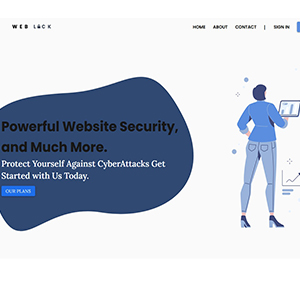 WEB LOCK
HOME ABOUT CONTACT | SIGN IN
Powerful Website Security,
and Much More.
Protect Yourself Against CyberAttacks Get
Started with Us Today.
OUR PLANS